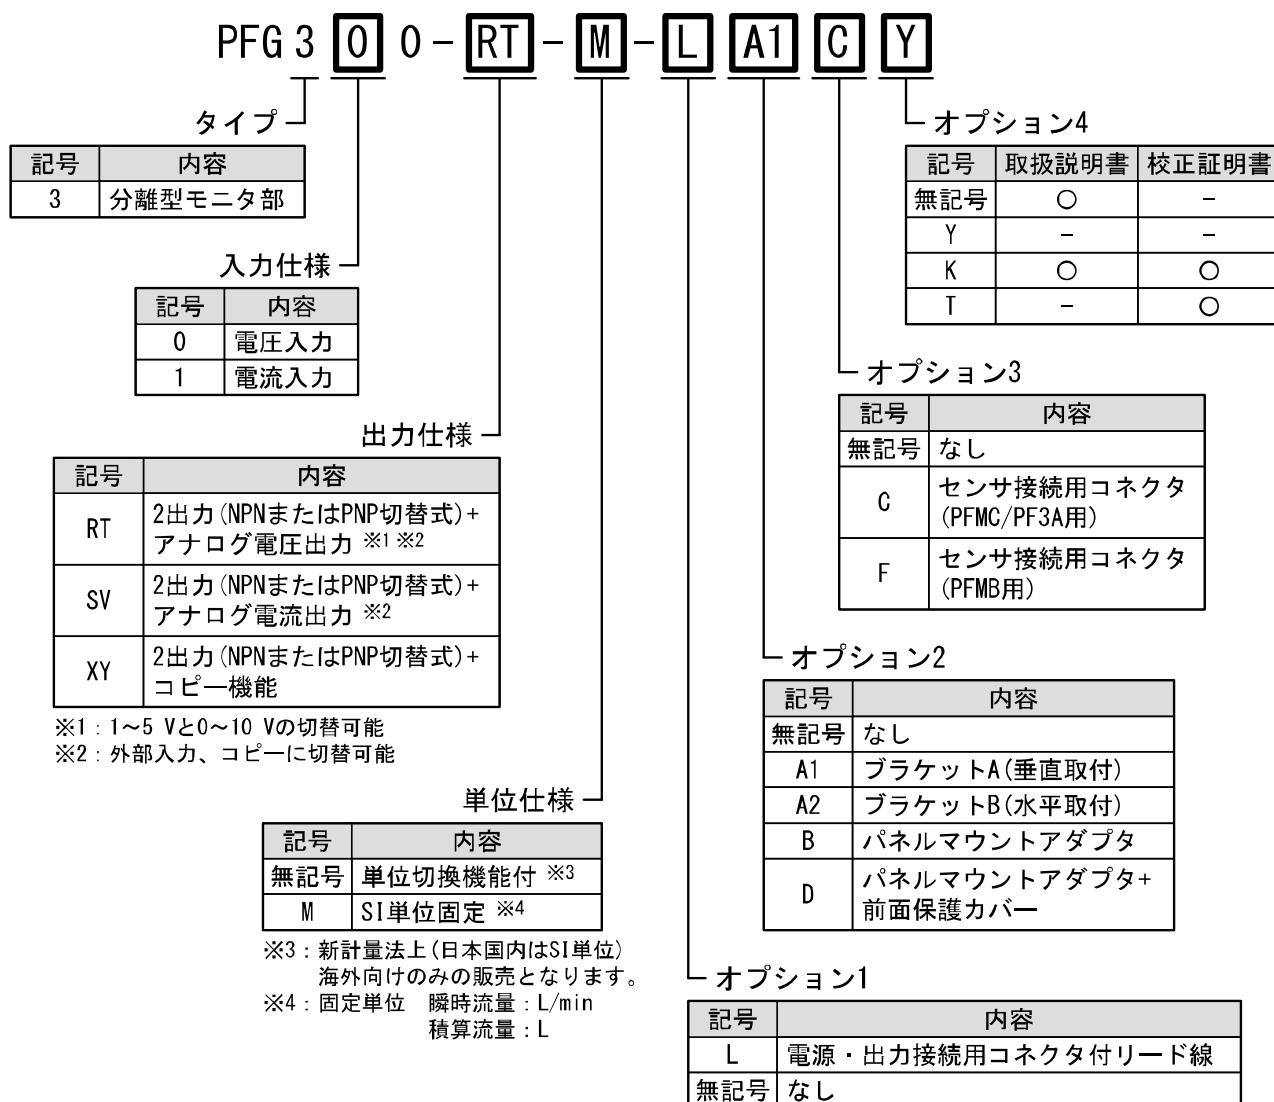 PFG300-RT-M-LA1CY
タイプ
記号 内容
3 分離型モニタ部
入力仕様
記号 内容
0 電圧入力
1 電流入力
出力仕様
記号 内容
RT 2出力(NPNまたはPNP切替式)+
アナログ電圧出力 ※1 ※2
SV 2出力(NPNまたはPNP切替式)+
アナログ電流出力 ※2
XY 2出力(NPNまたはPNP切替式)+
コピー機能
※1:1~5 Vと0~10 Vの切替可能
※2:外部入力、コピーに切替可能
単位仕様
記号 内容
無記号 単位切換機能付 ※3
M SI単位固定 ※4
※3:新計量法上(日本国内はSI単位)
海外向けのみの販売となります。
※4:固定単位 瞬時流量:L/min
積算流量:L
オプション4
記号 取扱説明書 校正証明書
無記号 ○ -
Y - -
K ○ ○
T - ○
オプション3
記号 内容
無記号 なし
C センサ接続用コネクタ
(PFMC/PF3A用)
F センサ接続用コネクタ
(PFMB用)
オプション2
記号 内容
無記号 なし
A1 ブラケットA(垂直取付)
A2 ブラケットB(水平取付)
B パネルマウントアダプタ
D パネルマウントアダプタ+
前面保護カバー
オプション1
記号 内容
L 電源・出力接続用コネクタ付リード線
無記号 なし